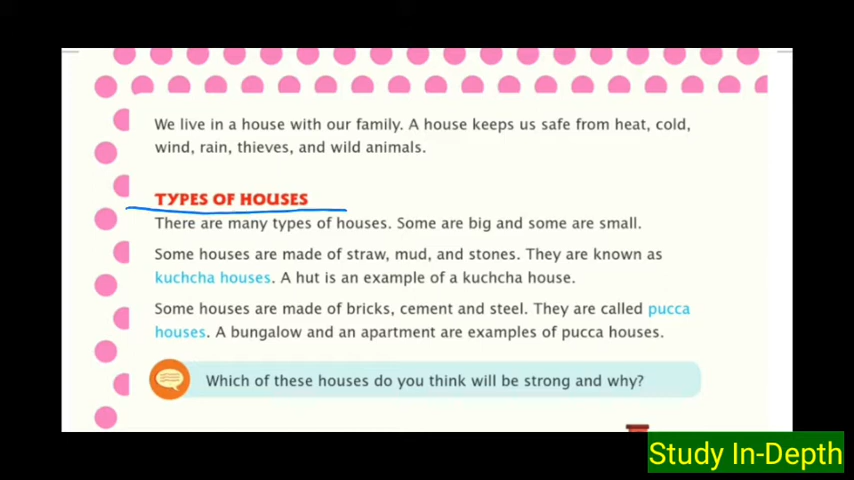 We live in a house with our family. A house keeps us safe from heat, cold,
wind, rain, thieves, and wild animals.
TYPES OF HOUSES
There are many types of houses. Some are big and some are small.
Some houses are made of straw, mud, and stones. They are known as
kuchcha houses. A hut is an example of a kuchcha house.
Some houses are made of bricks, cement and steel. They are called pucca
houses. A bungalow and an apartment are examples of pucca houses.
Which of these houses do you think will be strong and why?
Study In-Depth